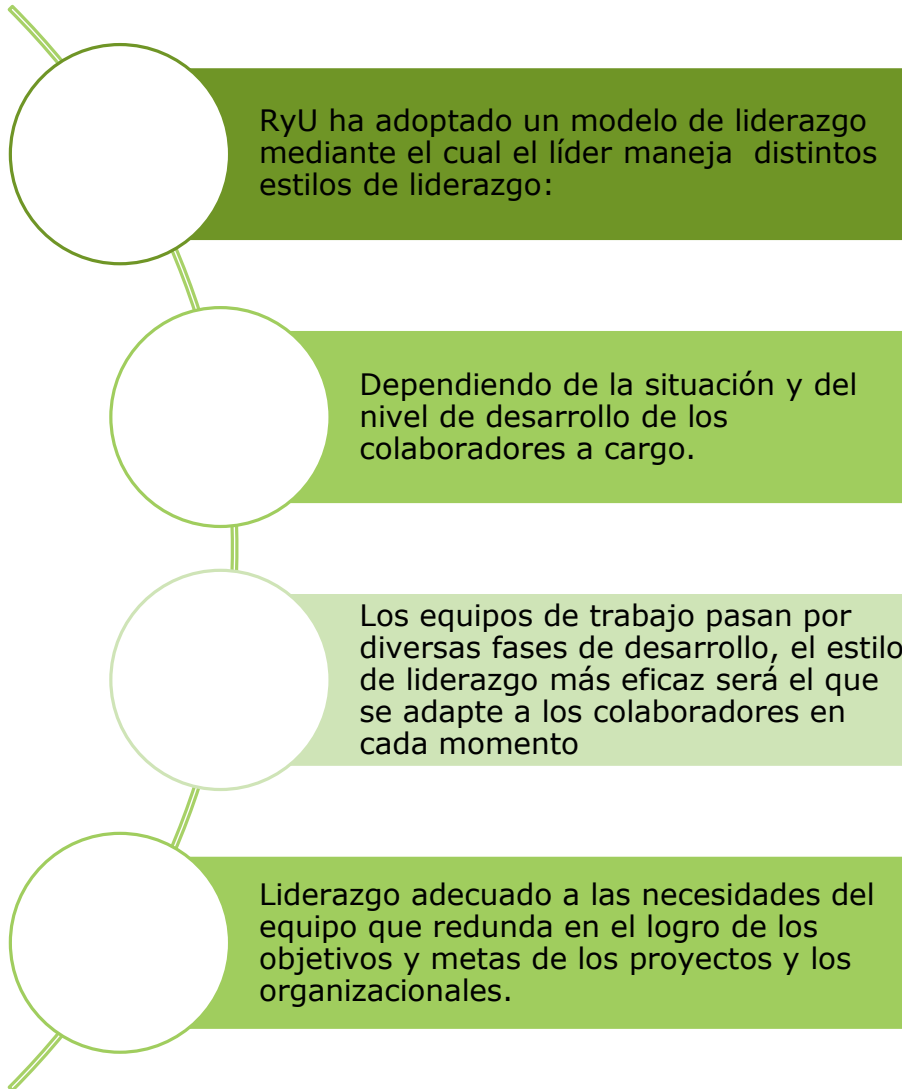 RyU ha adoptado un modelo de liderazgo
mediante el cual el líder maneja  distintos
estilos de liderazgo:
Dependiendo de la situación y del
nivel de desarrollo de los
colaboradores a cargo.
Los equipos de trabajo pasan por
diversas fases de desarrollo, el estilo
de liderazgo más eficaz será el que
se adapte a los colaboradores en
cada momento
Liderazgo adecuado a las necesidades del
equipo que redunda en el logro de los
objetivos y metas de los proyectos y los
organizacionales.